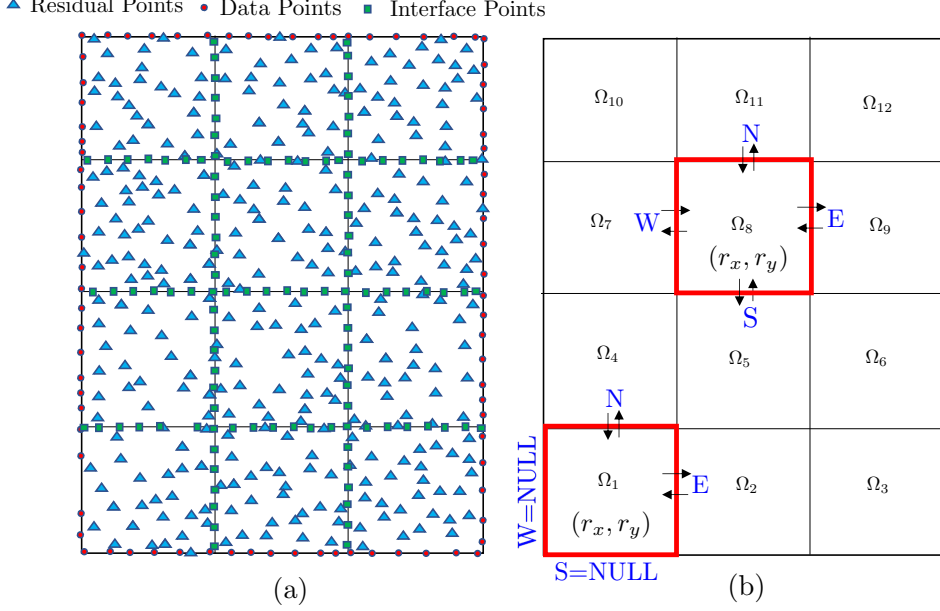 Residual Points Data Points Interface Points
Ω10 Ω11 Ω12
N
Ω7 W Ω8 E Ω9
(rx, ry)
S
Ω4 Ω5 Ω6
N
W=NULL
Ω1 E Ω2 Ω3
(rx, ry)
S=NULL
(a) (b)